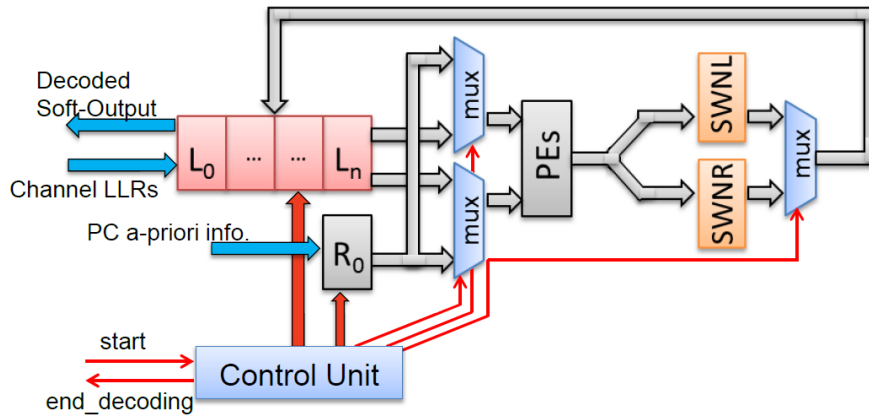 Decoded
Soft-Output
Channel LLRs
L0 ... ... Ln
PC a-priori info.
R0
mux
mux
PEs
SWNL
SWNR
mux
start
end_decoding
Control Unit